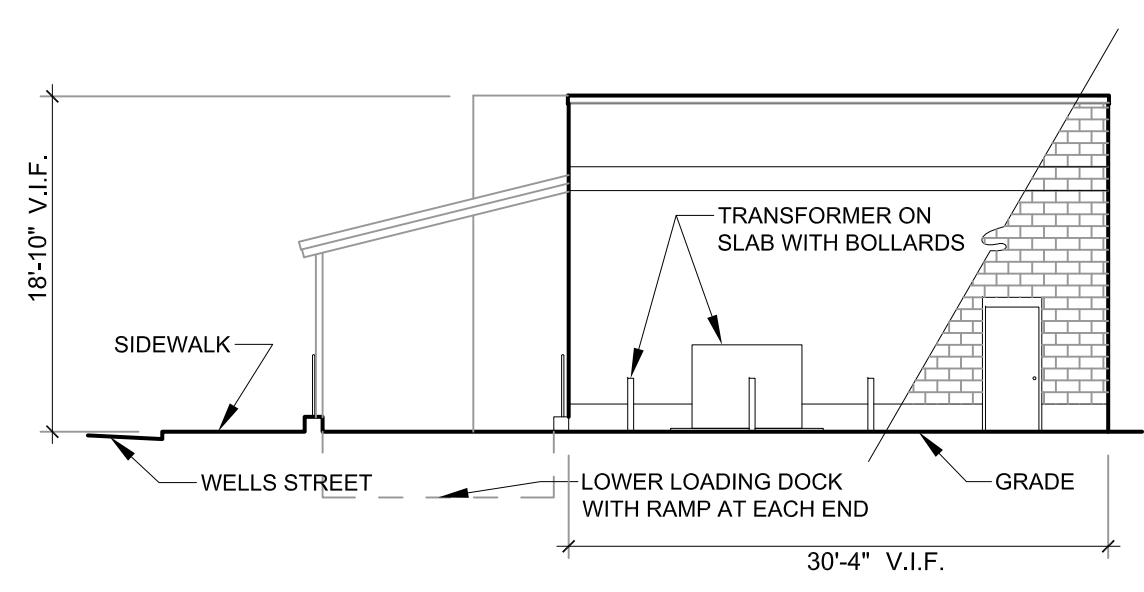 TRANSFORMER ON
SLAB WITH BOLLARDS
18'-10" V.I.F.
SIDEWALK
WELLS STREET
LOWER LOADING DOCK
WITH RAMP AT EACH END
GRADE
30'-4" V.I.F.